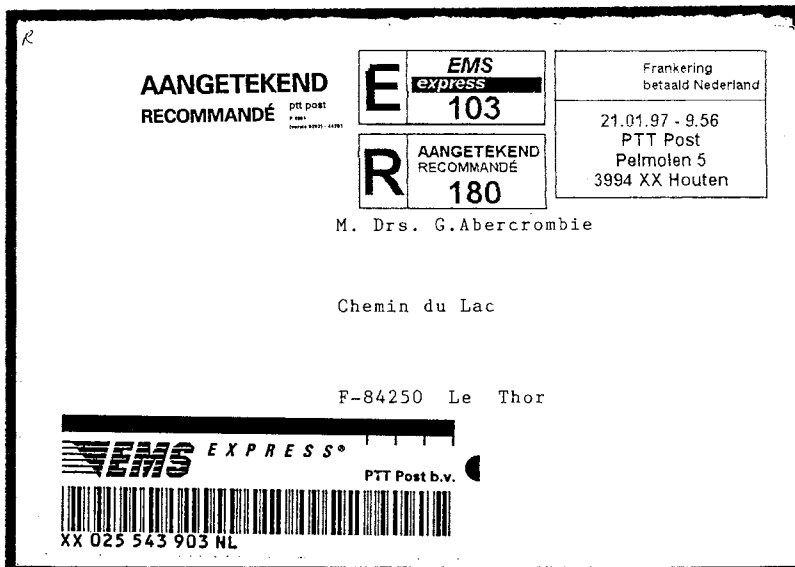 R
AANGETEKEND
RECOMMANDÉ
ptt post
E
EMS
express
103
R
AANGETEKEND
RECOMMANDÉ
180
Frankering
betaald Nederland
21.01.97 - 9.56
PTT Post
Pelmolen 5
3994 XX Houten
M. Drs. G.Abercrombie
Chemin du Lac
F-84250 Le Thor
EMS EXPRESS®
PTT Post b.v.
XX 025 543 903 NL